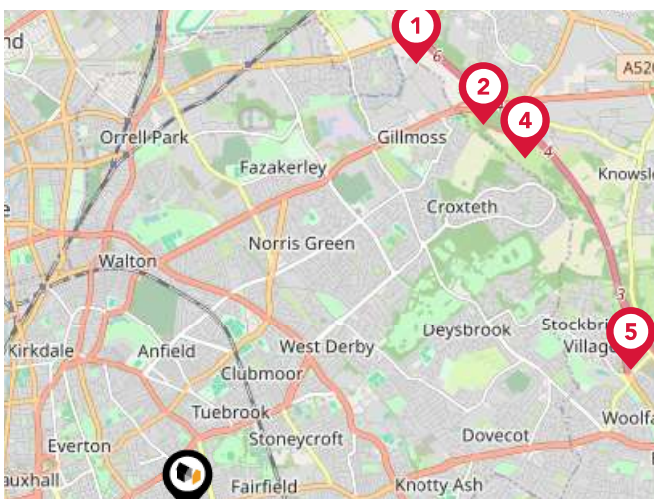 1
nd
6
A520
2
4
Orrell Park
Gillmoss
4
Fazakerley
Knowsle
Croxteth
Norris Green
Walton
3
5
Deysbrook
Stockbri
Village
Kirkdale
Anfield
West Derby
Clubmoor
Tuebrook
Woolfa
Everton
Stoneycroft
Dovecot
auxhall
Fairfield
Knotty Ash